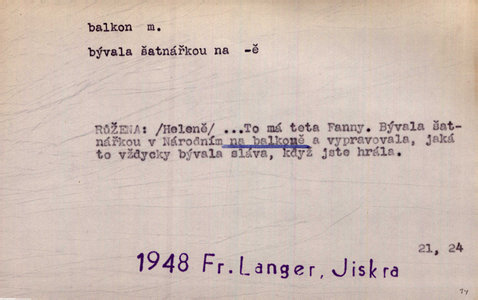 balkon m.
bývala šatnářkou na -ě
RŮŽENA: /Heleně/ ...To má teta Fanny. Bývala šat-
nářkou v Národním na balkoně a vypravovala, jaká
to vždycky bývala sláva, když jste hrála.
21, 24
1948 Fr. Langer, Jiskra